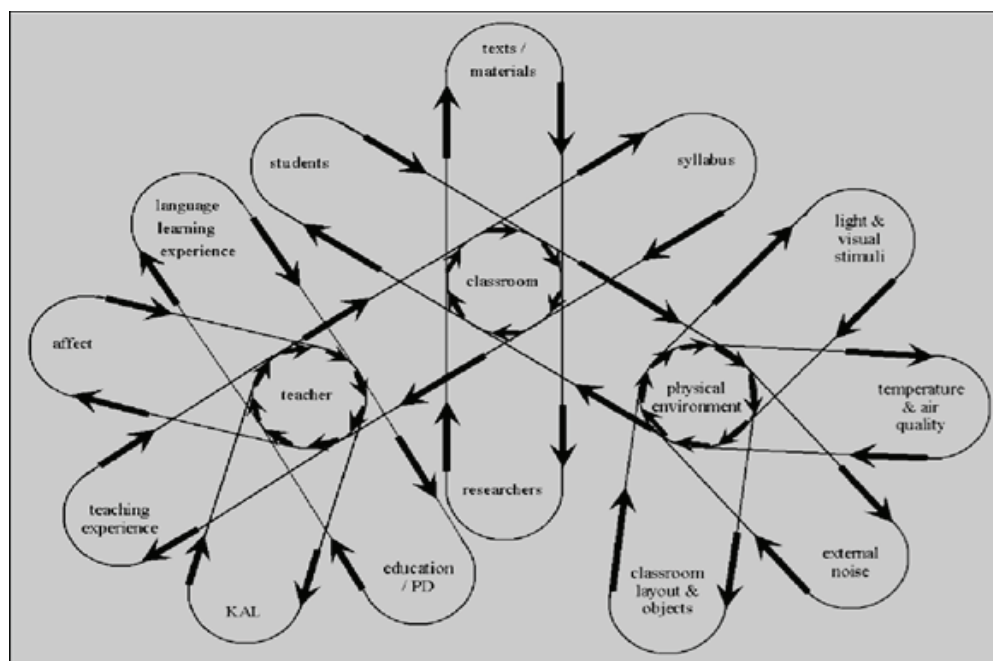 texts /
materials
students
syllabus
language
learning
experience
light &
visual
stimuli
classroom
affect
teacher
physical
environment
temperature
& air
quality
teaching
experience
researchers
education
/ PD
KAL
classroom
layout &
objects
external
noise